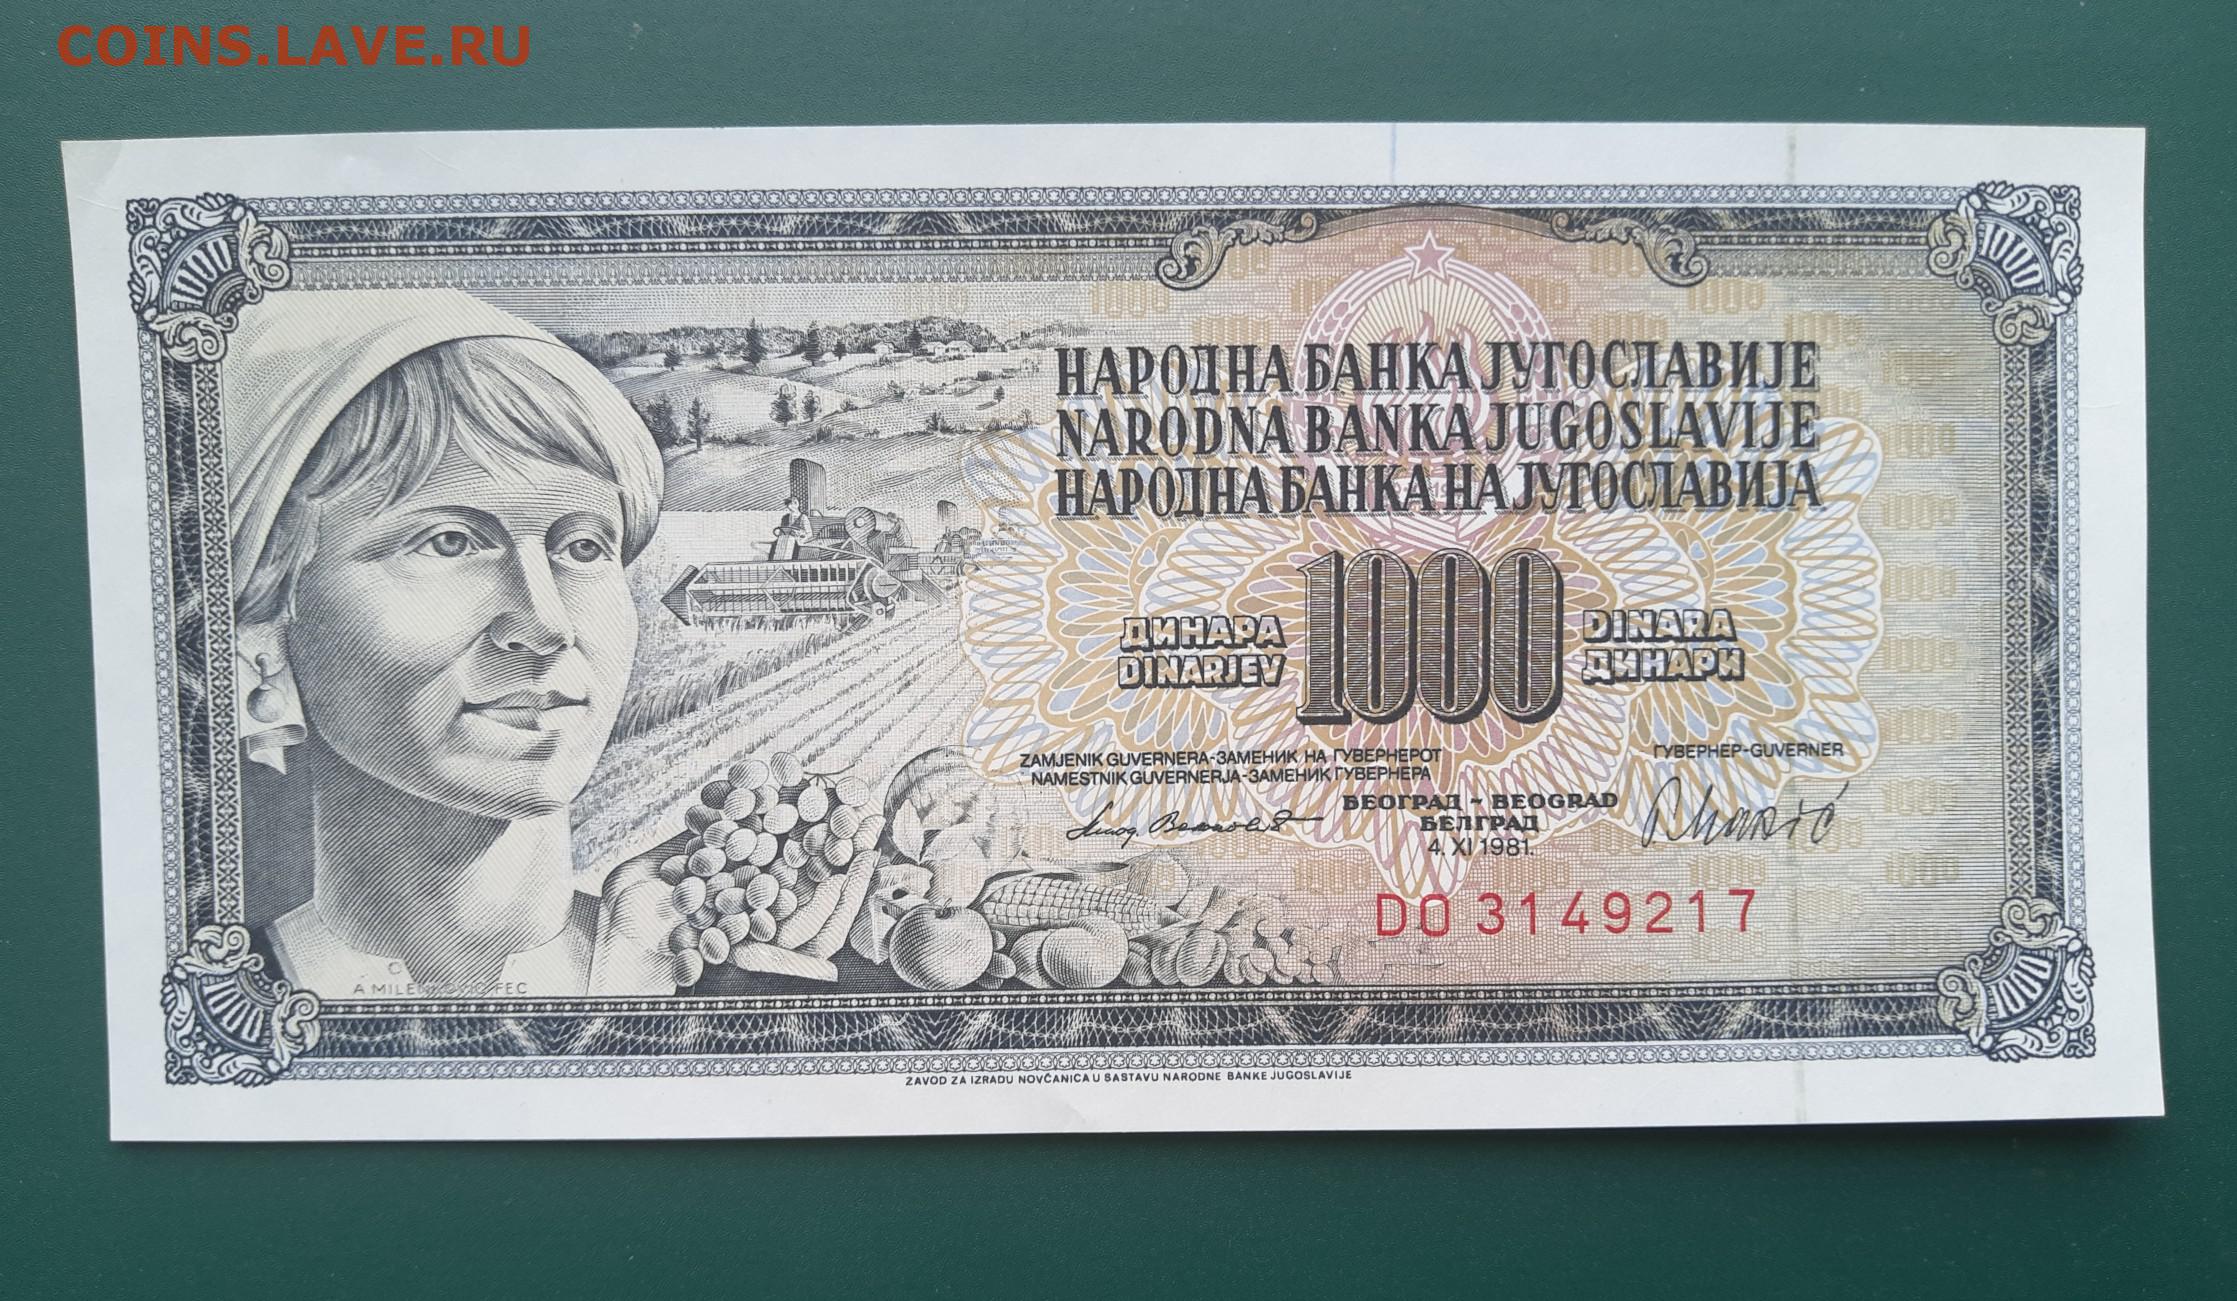 COINS.LAVE.RU
НАРОДНА БАНКА ЈУГОСЛАВИЈЕ
NARODNA BANKA JUGOSLAVIJE
НАРОДНА БАНКА НА ЈУГОСЛАВИЈА
ДИНАРА 1000 DINARA
DINARJEV ДИНАРИ
ZAMJENIK GUVERNERA-ЗАМЕНИК НА ГУВЕРНЕРОТ
NAMESTNIK GUVERNERJA-ЗАМЕНИК ГУВЕРНЕРА
ГУВЕРНЕР-GUVERNER
БЕОГРАД - BEOGRAD
БЕЛГРАД
4. XI 1981.
DO 3149217
A MILENKOVIĆ FEC
ZAVOD ZA IZRADU NOVČANICA U SASTAVU NARODNE BANKE JUGOSLAVIJE